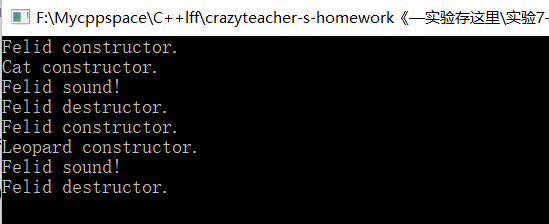 F:\Mycppspace\C++lff\crazyteacher-s-homework《一实验存这里\实验7-
Felid constructor.
Cat constructor.
Felid sound!
Felid destructor.
Felid constructor.
Leopard constructor.
Felid sound!
Felid destructor.